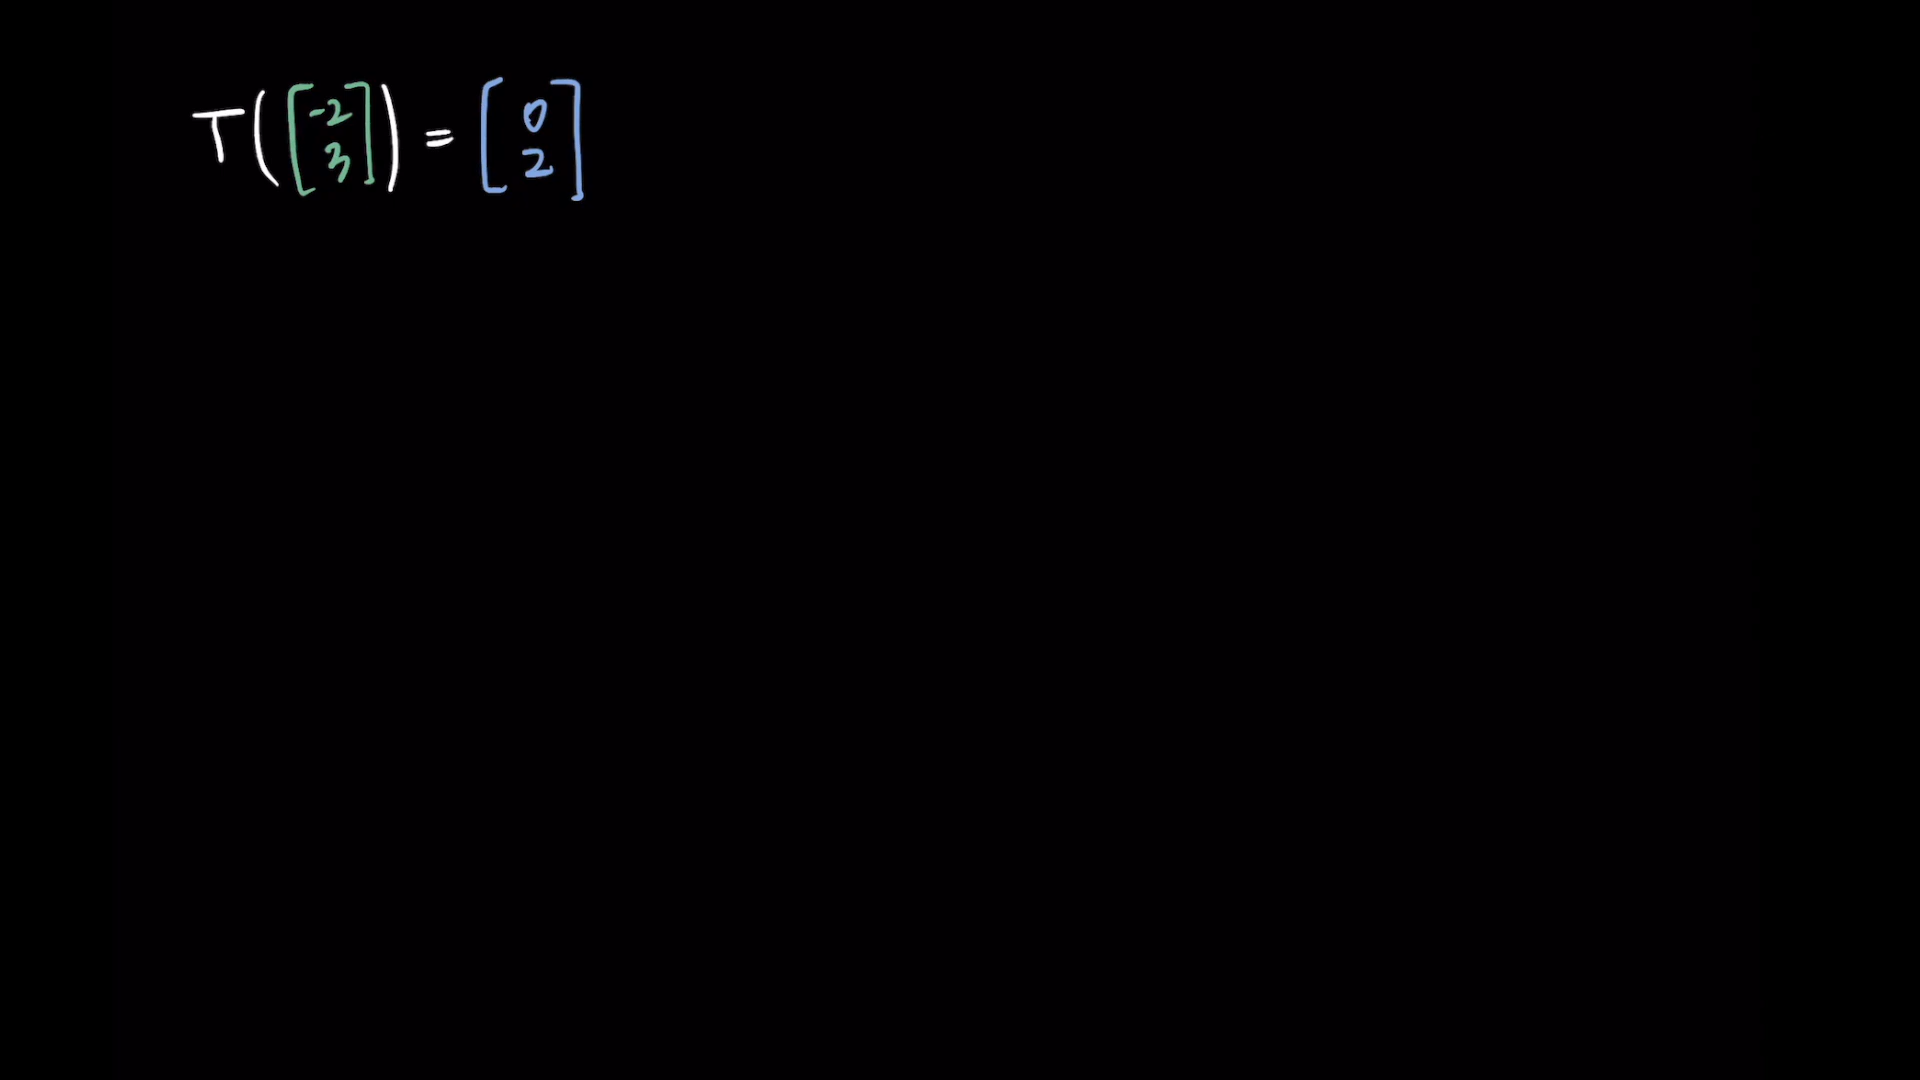 T([-2 3]) = [0 2]